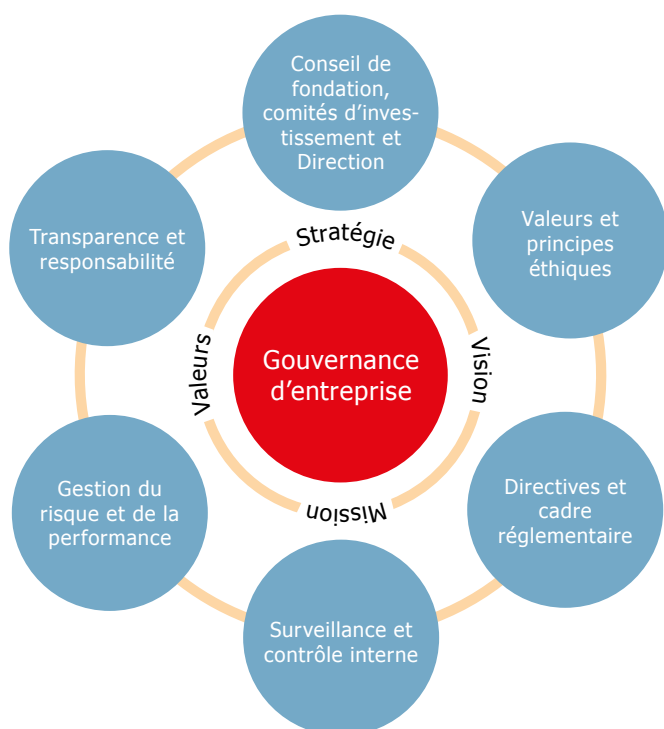 Conseil de
fondation,
comités d’inves-
tissement et
Direction
Transparence et
responsabilité
Valeurs et
principes
éthiques
Stratégie
Valeurs
Gouvernance
d’entreprise
Vision
Mission
Gestion du
risque et de la
performance
Directives et
cadre
réglementaire
Surveillance et
contrôle interne